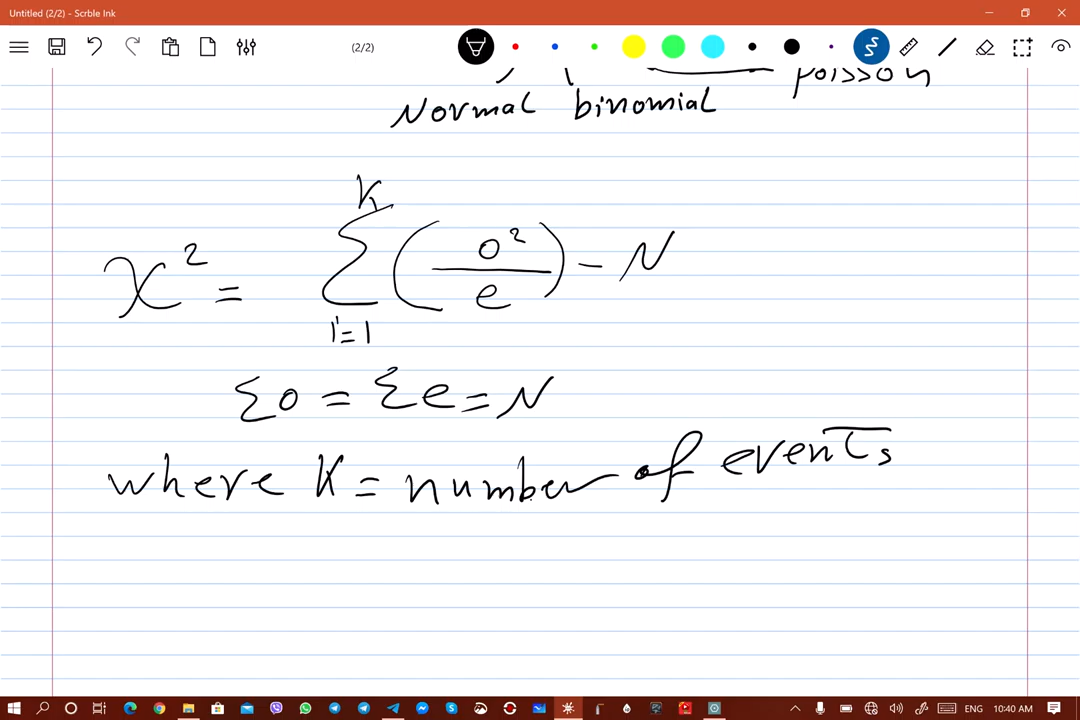 Untitled (2/2) - Scrble Ink
(2/2)
poisson
Normal binomial
K
χ² = Σ (o²/e) - N
i=1
Σo = Σe = N
where K = number of events
ENG 10:40 AM